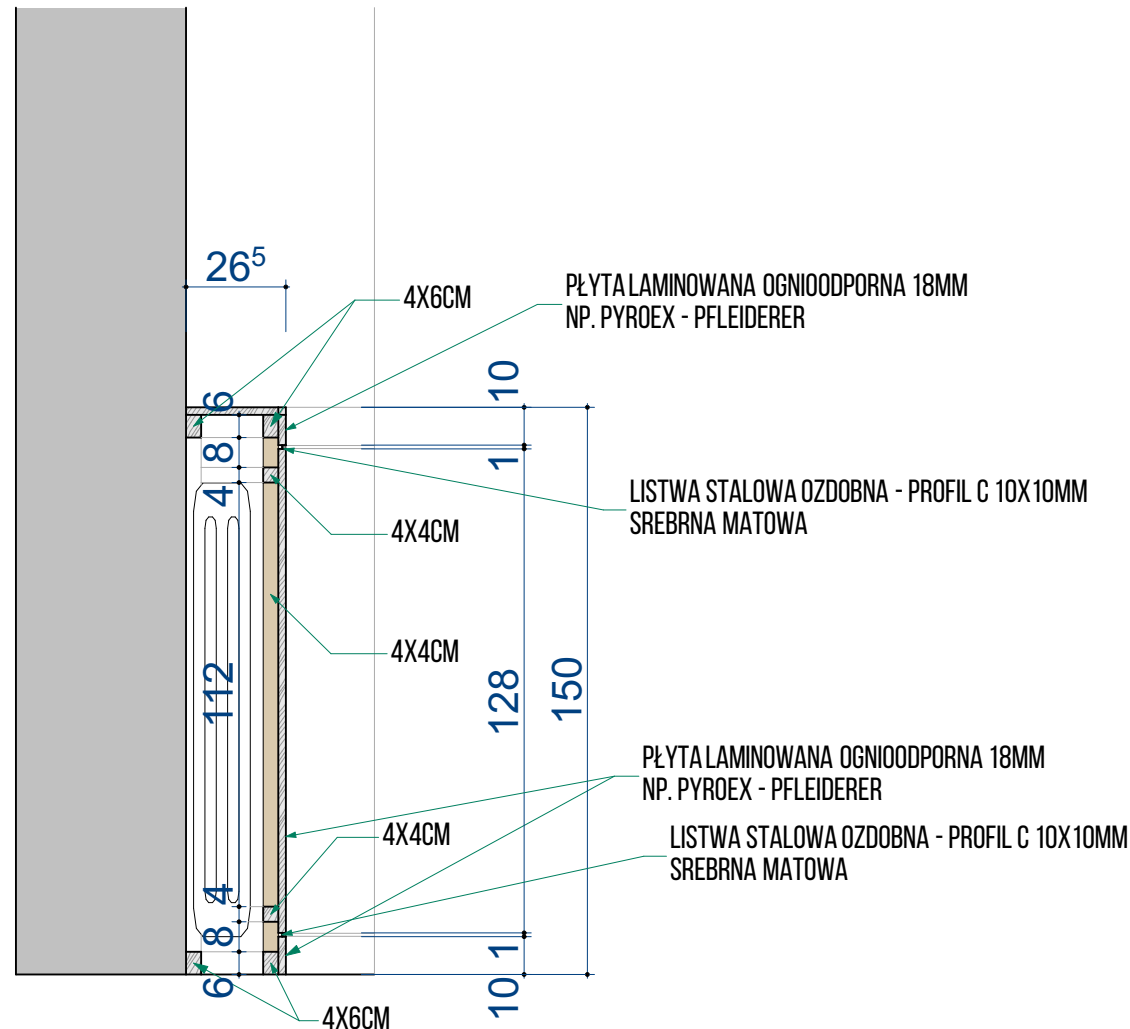 26⁵
4X6CM
PŁYTA LAMINOWANA OGNIOODPORNA 18MM
NP. PYROEX - PFLEIDERER
10
6
8
1
4
LISTWA STALOWA OZDOBNA - PROFIL C 10X10MM
SREBRNA MATOWA
4X4CM
4X4CM
112
128
150
PŁYTA LAMINOWANA OGNIOODPORNA 18MM
NP. PYROEX - PFLEIDERER
4X4CM
LISTWA STALOWA OZDOBNA - PROFIL C 10X10MM
SREBRNA MATOWA
4
8
1
6
10
4X6CM